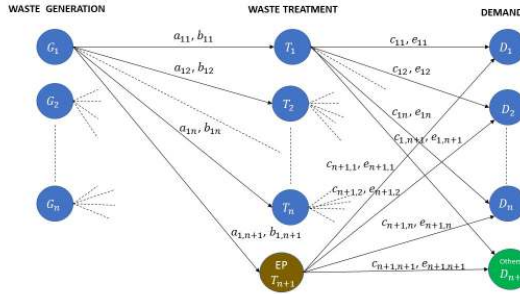 WASTE GENERATION
WASTE TREATMENT
DEMAND
G₁
T₁
D₁
a₁₁, b₁₁
c₁₁, e₁₁
a₁₂, b₁₂
c₁₂, e₁₂
G₂
T₂
D₂
a₁ₙ, b₁ₙ
c₁ₙ, e₁ₙ
c₁,ₙ₊₁, e₁,ₙ₊₁
cₙ₊₁,₁, eₙ₊₁,₁
cₙ₊₁,₂, eₙ₊₁,₂
Gₙ
Tₙ
Dₙ
a₁,ₙ₊₁, b₁,ₙ₊₁
cₙ₊₁,ₙ, eₙ₊₁,ₙ
EP
Tₙ₊₁
cₙ₊₁,ₙ₊₁, eₙ₊₁,ₙ₊₁
Other